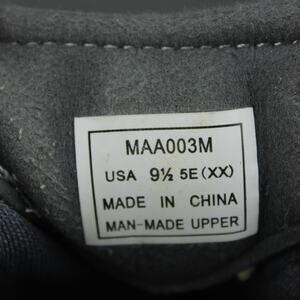 MAA003M
USA 9½ 5E (XX)
MADE IN CHINA
MAN-MADE UPPER